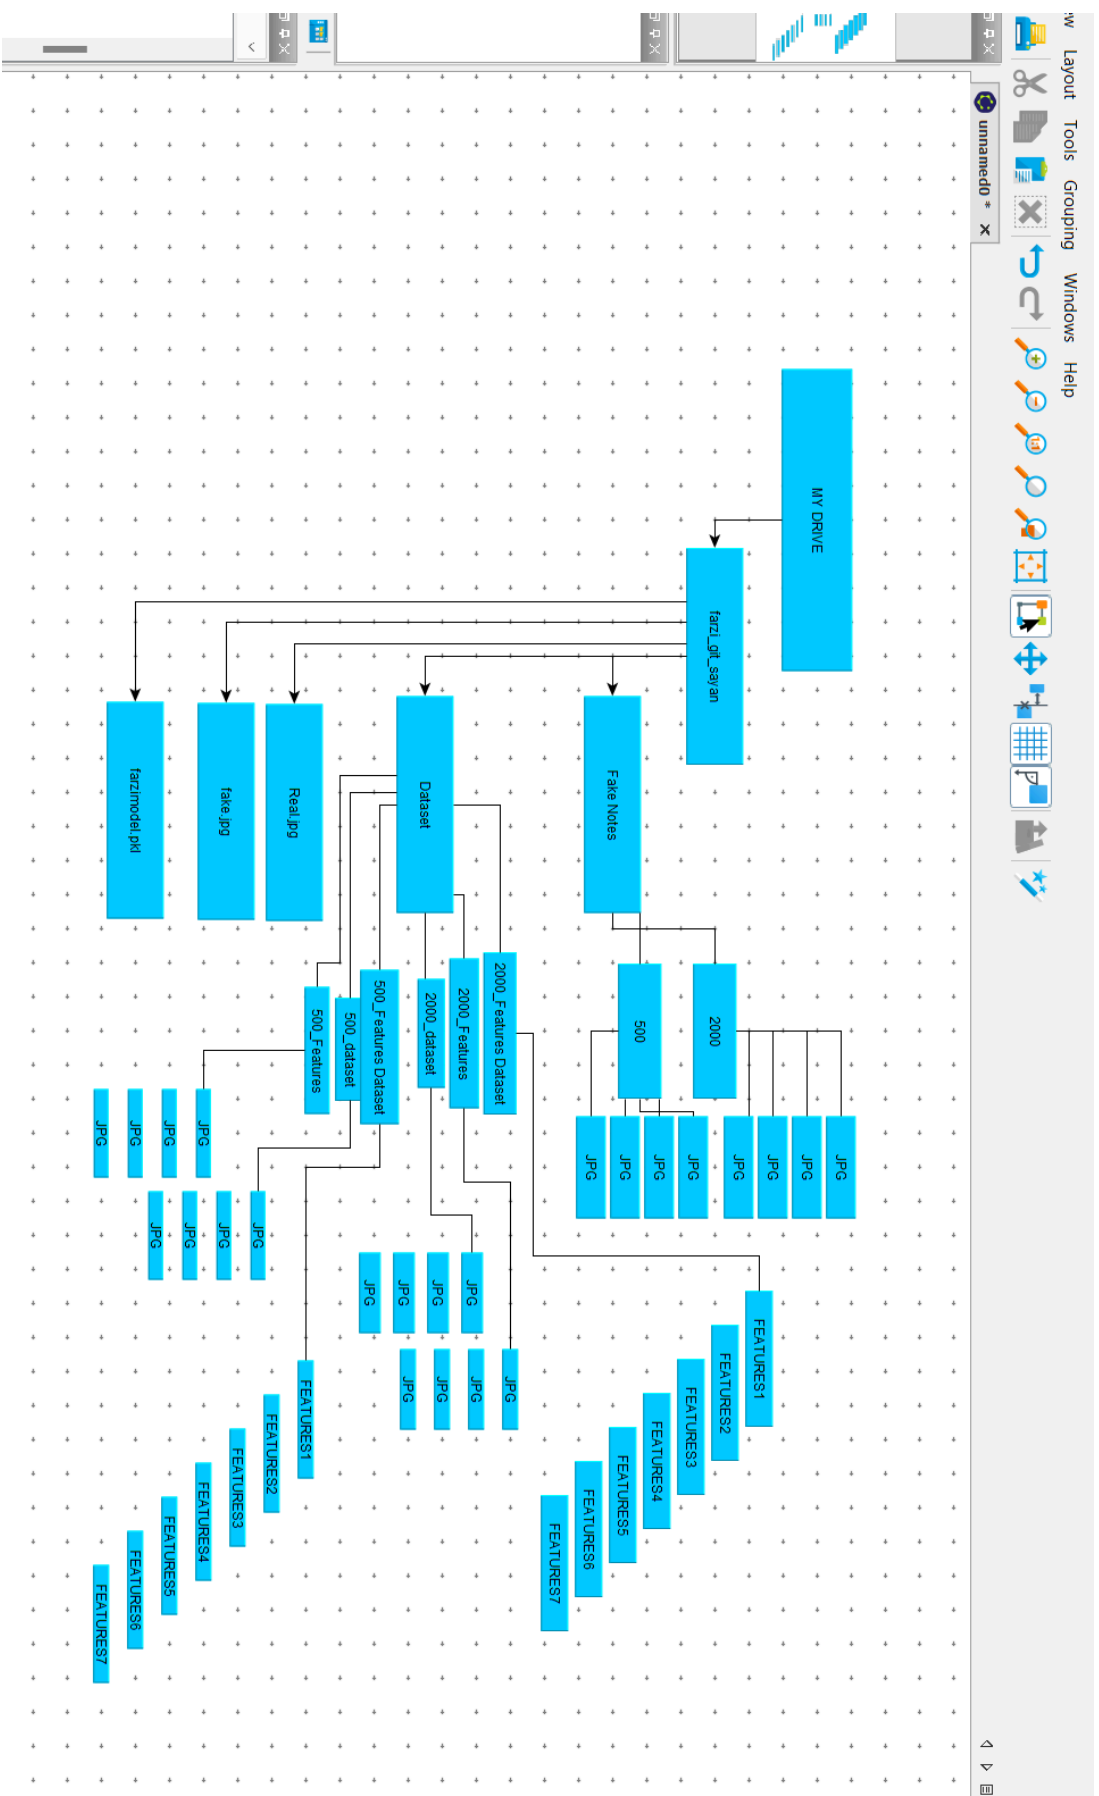 ew Layout Tools Grouping Windows Help
unnamed0 *
MY DRIVE
farzi_git_sayan
Fake Notes
2000
JPG
JPG
JPG
JPG
500
JPG
JPG
JPG
JPG
Dataset
2000_Features Dataset
FEATURES1
FEATURES2
FEATURES3
FEATURES4
FEATURES5
FEATURES6
FEATURES7
2000_Features
JPG
JPG
JPG
JPG
2000_dataset
JPG
JPG
JPG
JPG
500_Features Dataset
FEATURES1
FEATURES2
FEATURES3
FEATURES4
FEATURES5
FEATURES6
FEATURES7
500_dataset
JPG
JPG
JPG
JPG
500_Features
JPG
JPG
JPG
JPG
Real.jpg
fake.jpg
farzimodel.pkl